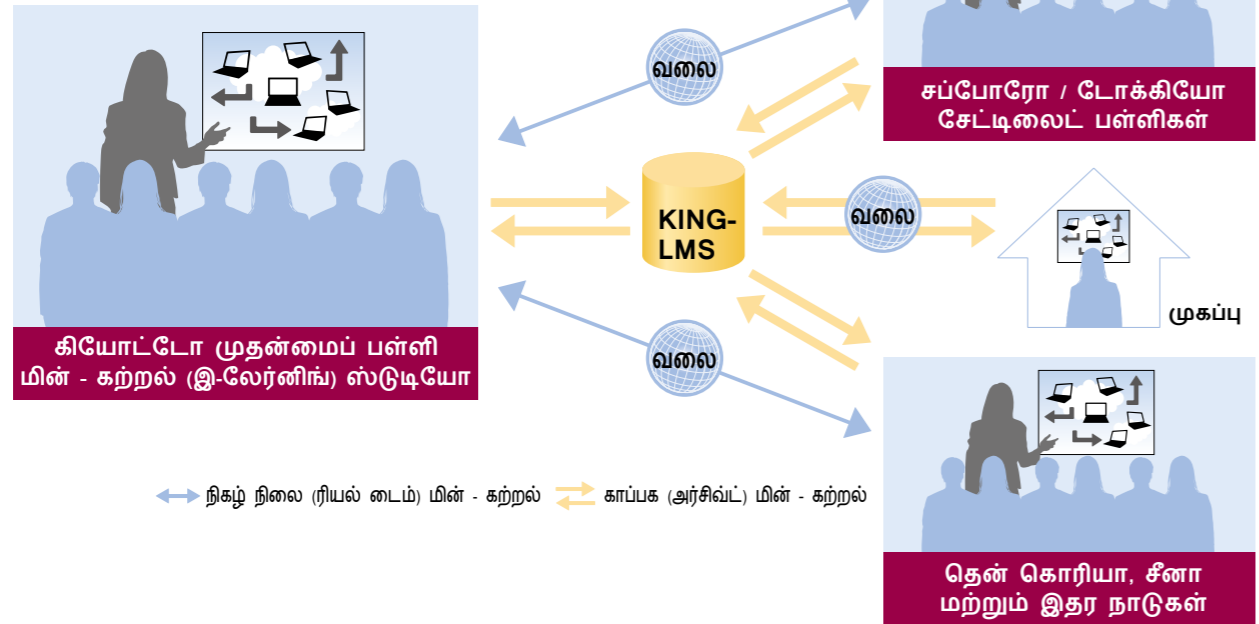 வலை
சப்போரோ / டோக்கியோ
சேட்டிலைட் பள்ளிகள்
KING-
LMS
வலை
முகப்பு
கியோட்டோ முதன்மைப் பள்ளி
மின் - கற்றல் (இ-லேர்னிங்) ஸ்டுடியோ
வலை
நிகழ் நிலை (ரியல் டைம்) மின் - கற்றல்
காப்பக (அர்சிவ்ட்) மின் - கற்றல்
தென் கொரியா, சீனா
மற்றும் இதர நாடுகள்